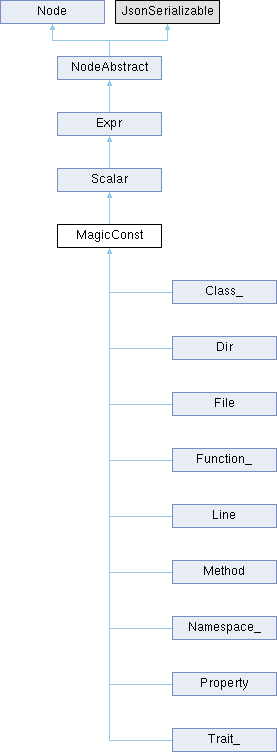 Node
JsonSerializable
NodeAbstract
Expr
Scalar
MagicConst
Class_
Dir
File
Function_
Line
Method
Namespace_
Property
Trait_